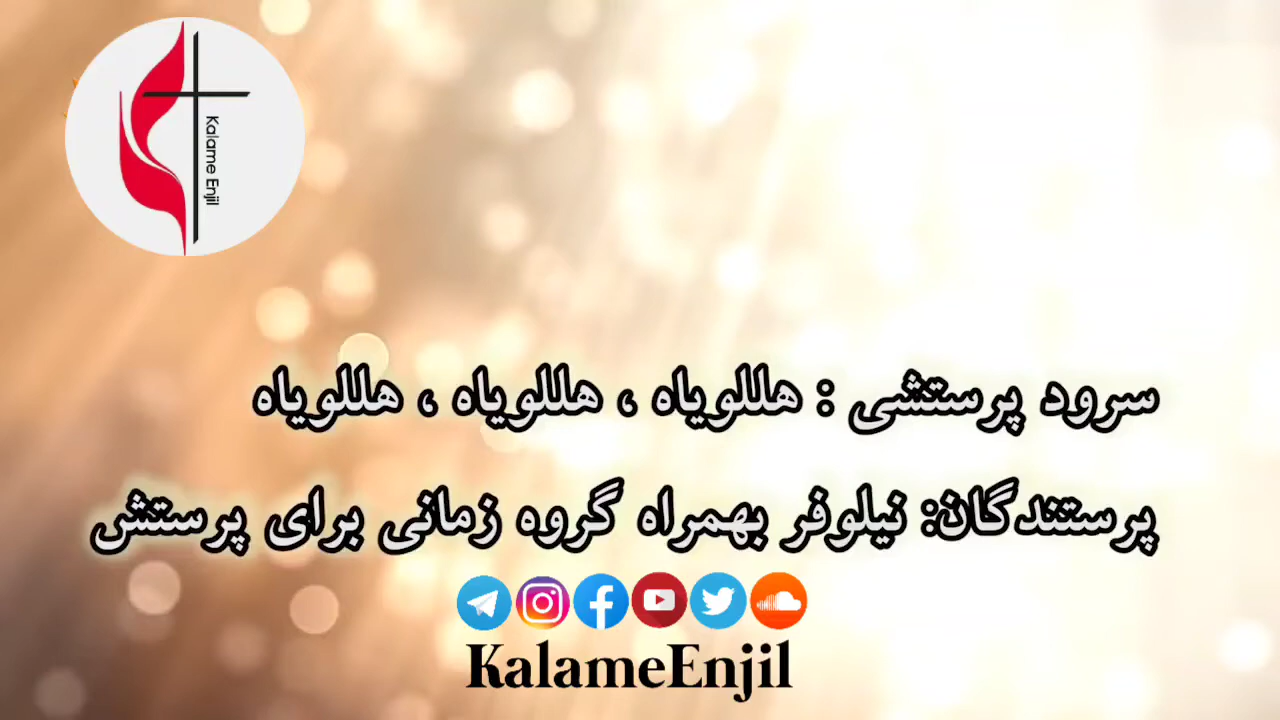 Kalame Enjil
سرود پرستشی : هللویاه ، هللویاه ، هللویاه
پرستندگان: نیلوفر بهمراه گروه زمانی برای پرستش
KalameEnjil